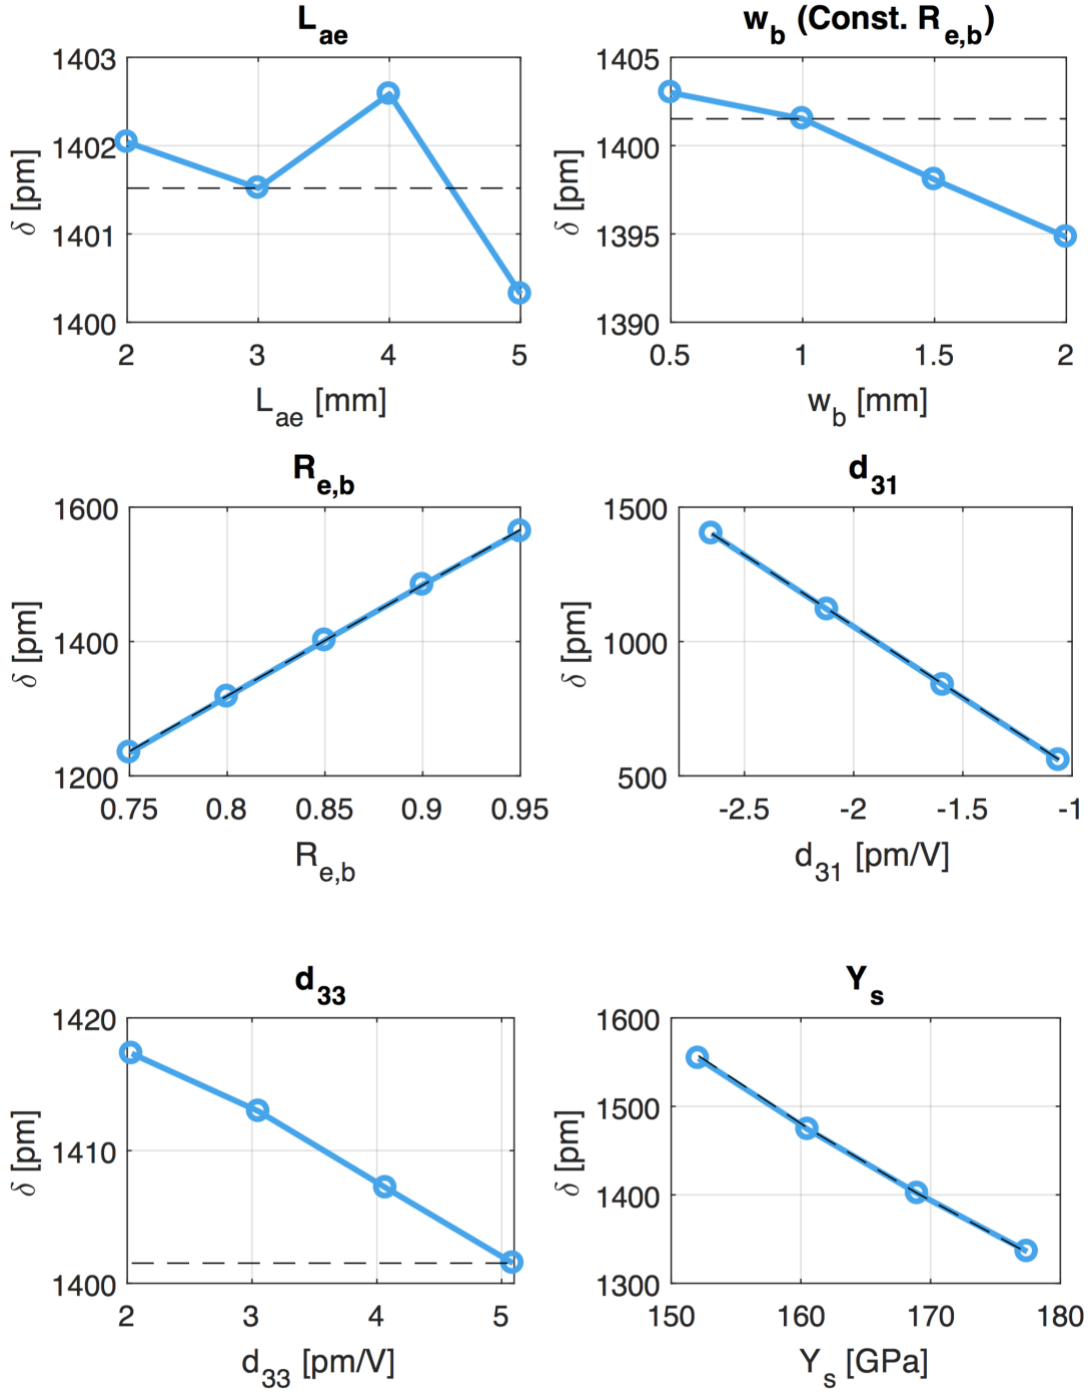 L_ae
1403
1402
1401
1400
δ [pm]
2 3 4 5
L_ae [mm]
w_b (Const. R_e,b)
1405
1400
1395
1390
δ [pm]
0.5 1 1.5 2
w_b [mm]
R_e,b
1600
1400
1200
δ [pm]
0.75 0.8 0.85 0.9 0.95
R_e,b
d_31
1500
1000
500
δ [pm]
-2.5 -2 -1.5 -1
d_31 [pm/V]
d_33
1420
1410
1400
δ [pm]
2 3 4 5
d_33 [pm/V]
Y_s
1600
1500
1400
1300
δ [pm]
150 160 170 180
Y_s [GPa]